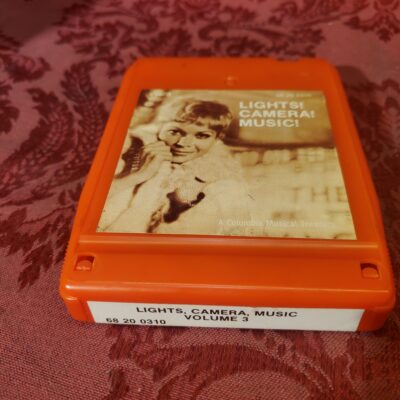 LIGHTS!
CAMERA!
MUSIC!
A Columbia Musical Treasury
LIGHTS, CAMERA, MUSIC
68 20 0310 VOLUME 3